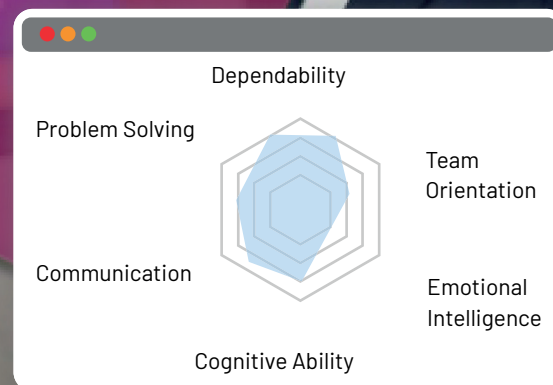 Dependability
Problem Solving
Team
Orientation
Communication
Emotional
Intelligence
Cognitive Ability